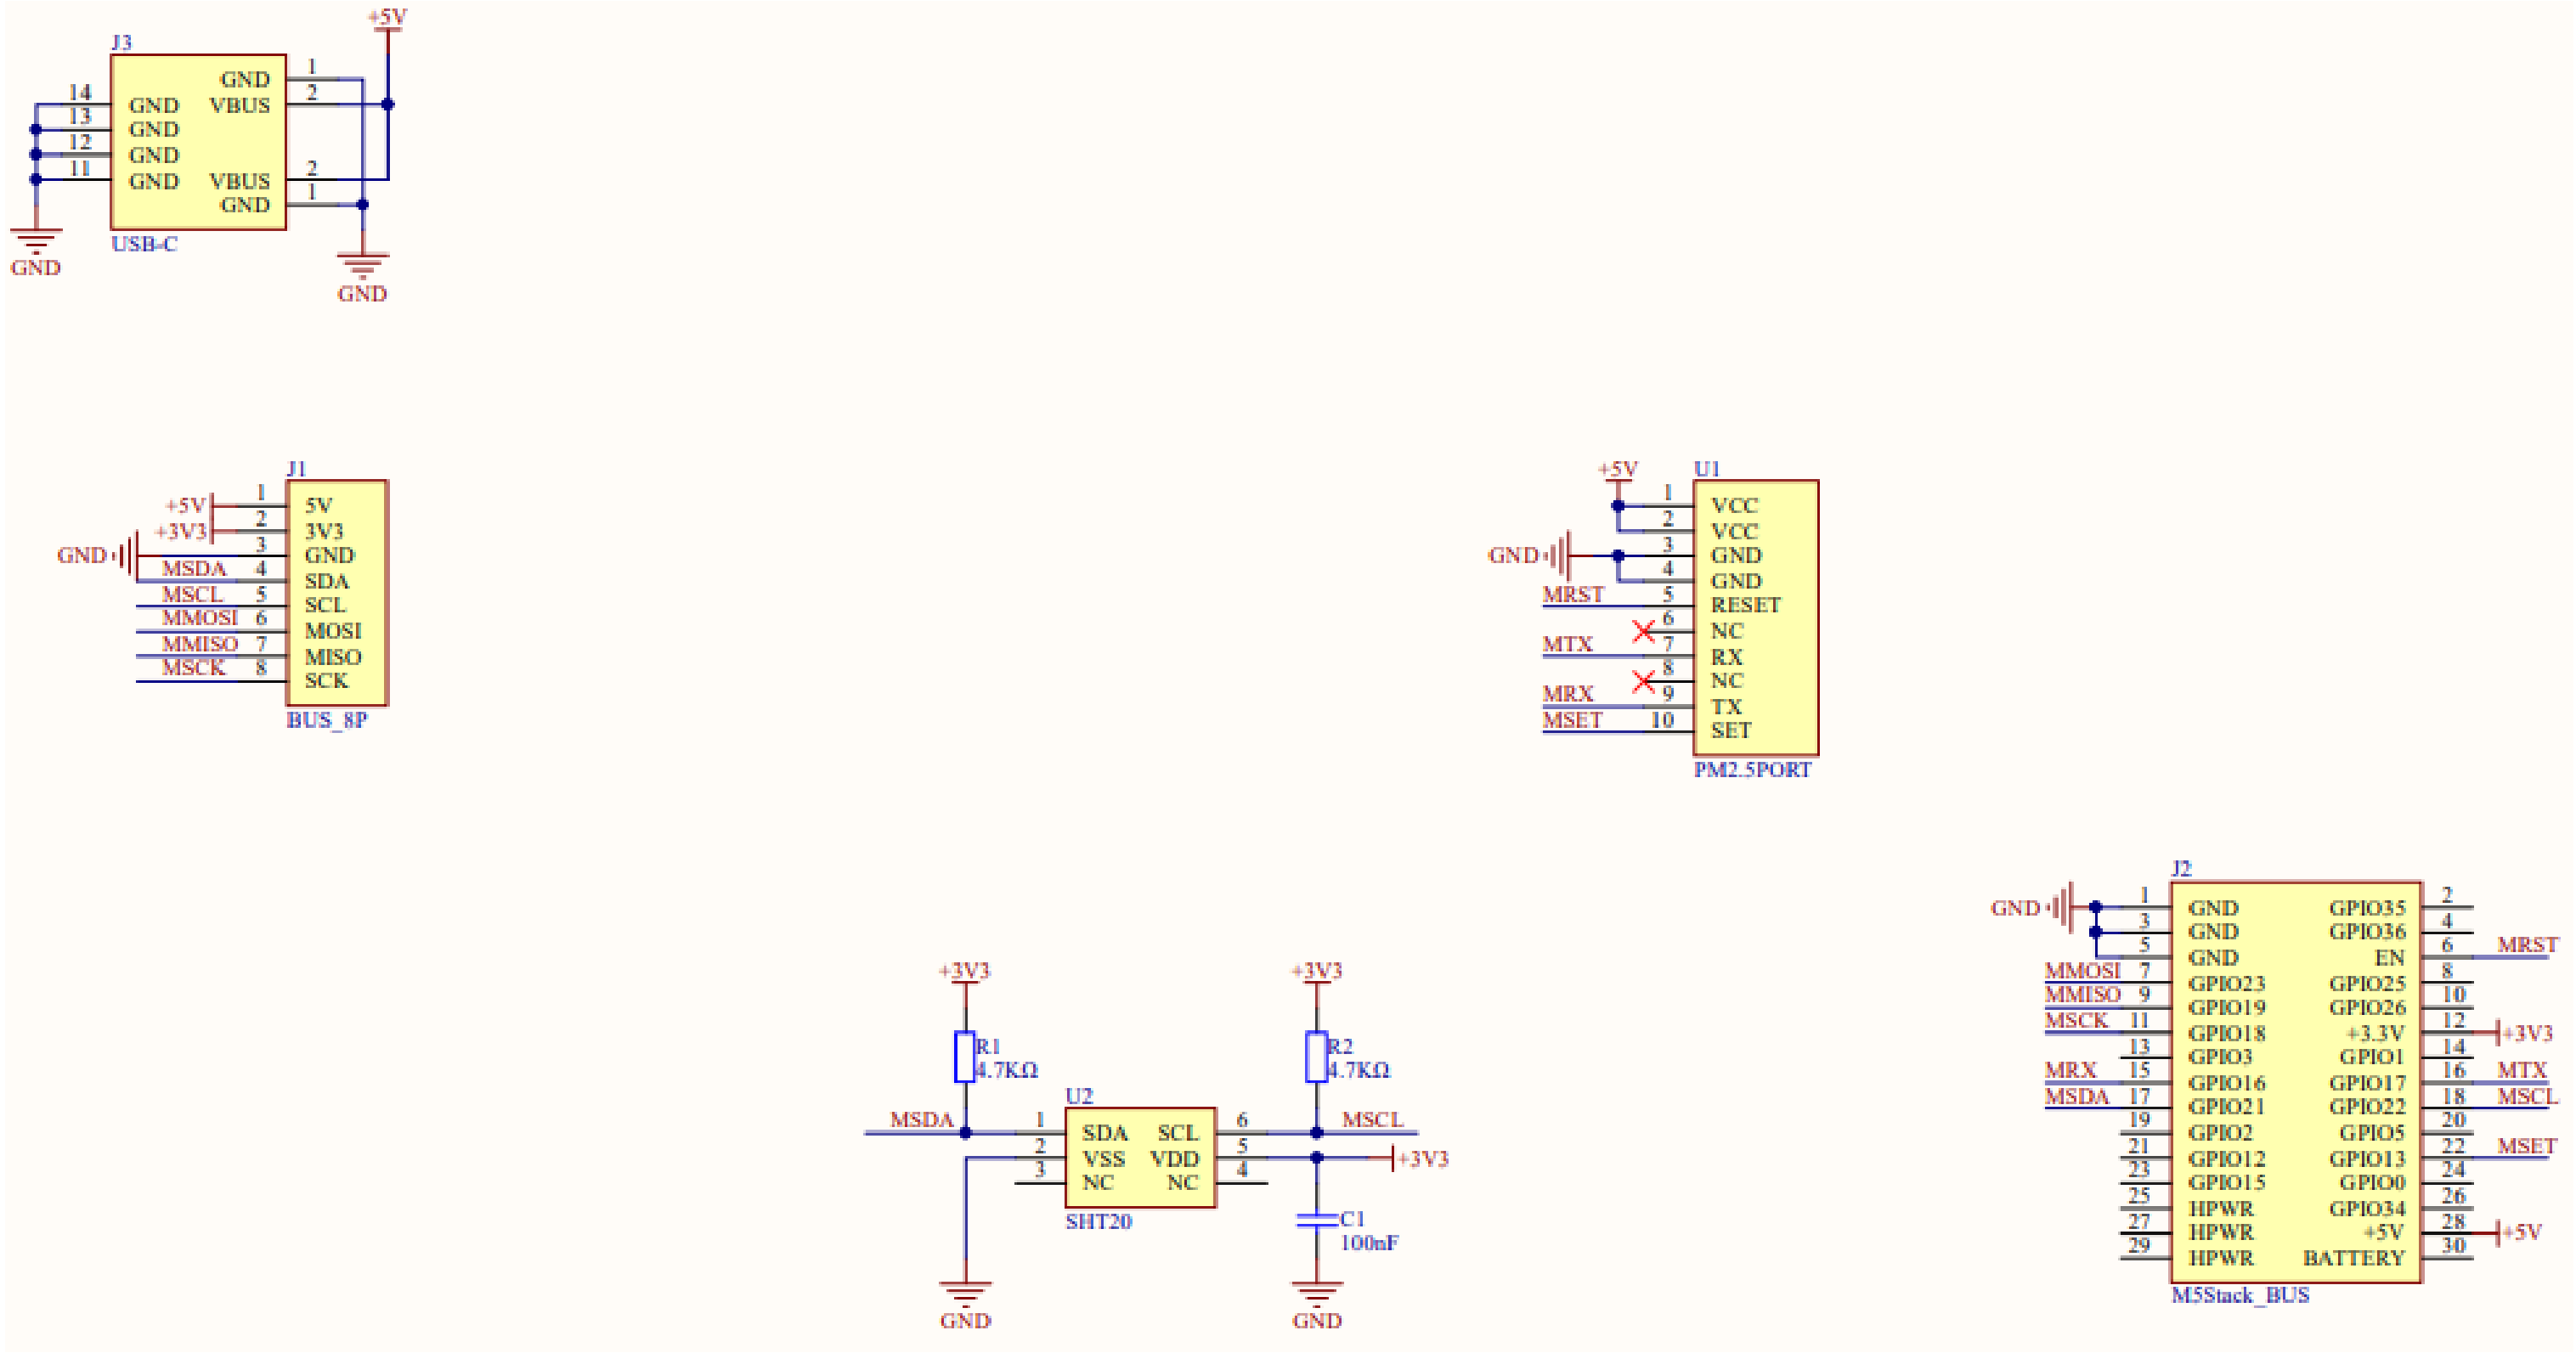 +5V
J3
GND 1
VBUS 2
14 GND
13 GND
12 GND
11 GND
VBUS 2
GND 1
USB-C
GND
GND
J1
+5V 1 5V
+3V3 2 3V3
GND 3 GND
MSDA 4 SDA
MSCL 5 SCL
MMOSI 6 MOSI
MMISO 7 MISO
MSCK 8 SCK
BUS_8P
+5V
U1
1 VCC
2 VCC
GND 3 GND
4 GND
MRST 5 RESET
6 NC
MTX 7 RX
8 NC
MRX 9 TX
MSET 10 SET
PM2.5PORT
+3V3
R1
4.7KΩ
+3V3
R2
4.7KΩ
U2
MSDA 1 SDA SCL 6 MSCL
2 VSS VDD 5 +3V3
3 NC NC 4
SHT20
C1
100nF
GND
GND
J2
GND 1 GND GPIO35 2
3 GND GPIO36 4
5 GND EN 6 MRST
MMOSI 7 GPIO23 GPIO25 8
MMISO 9 GPIO19 GPIO26 10
MSCK 11 GPIO18 +3.3V 12 +3V3
13 GPIO3 GPIO1 14
MRX 15 GPIO16 GPIO17 16 MTX
MSDA 17 GPIO21 GPIO22 18 MSCL
19 GPIO2 GPIO5 20
21 GPIO12 GPIO13 22 MSET
23 GPIO15 GPIO0 24
25 HPWR GPIO34 26
27 HPWR +5V 28 +5V
29 HPWR BATTERY 30
M5Stack_BUS